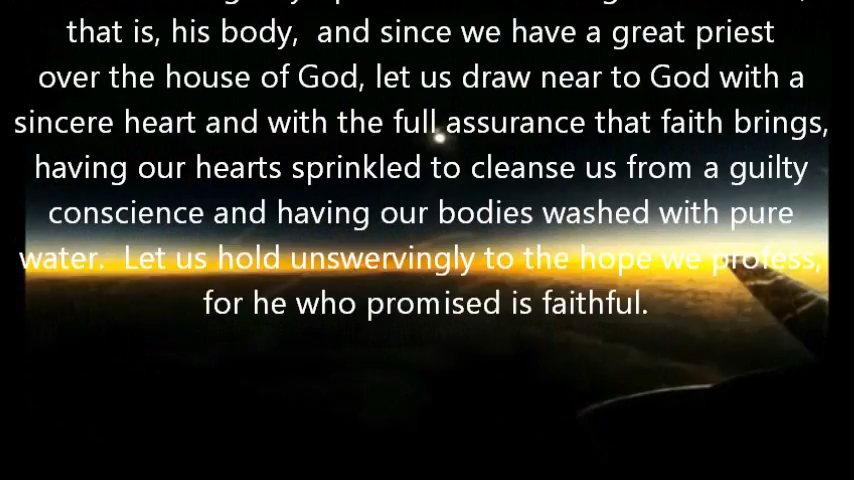 that is, his body,  and since we have a great priest
over the house of God, let us draw near to God with a
sincere heart and with the full assurance that faith brings,
having our hearts sprinkled to cleanse us from a guilty
conscience and having our bodies washed with pure
water.  Let us hold unswervingly to the hope we profess,
for he who promised is faithful.